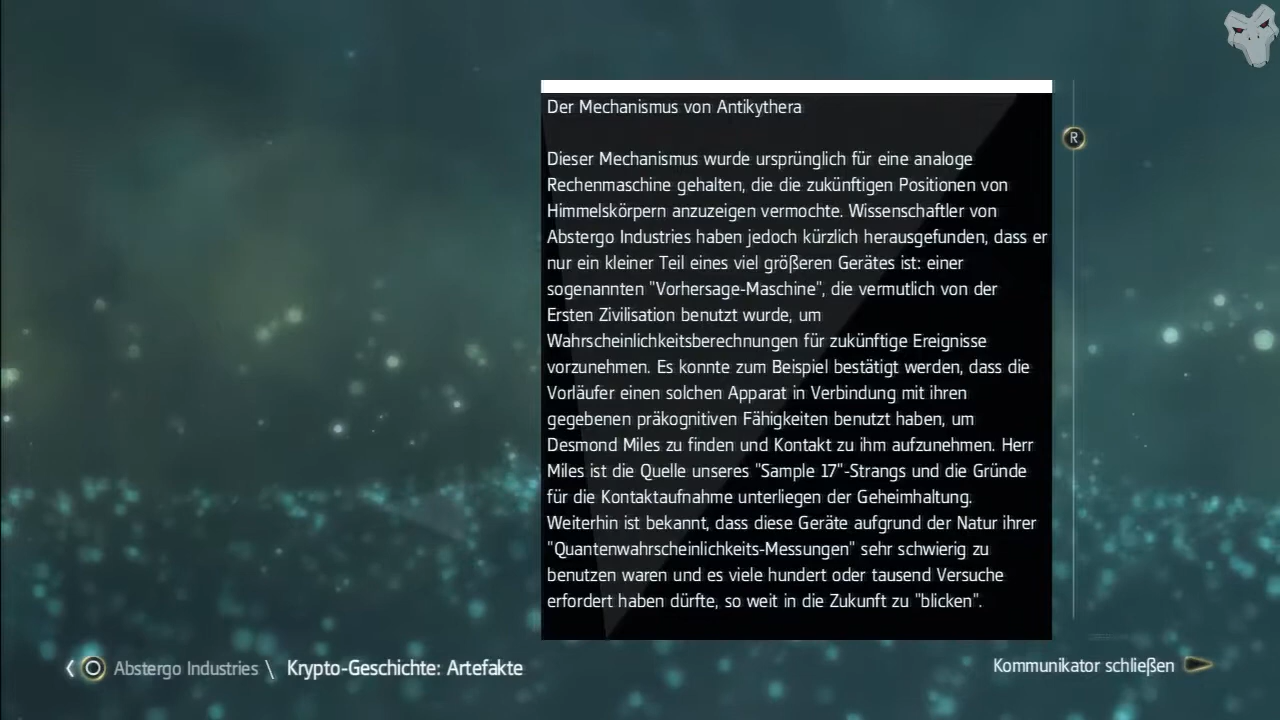 Der Mechanismus von Antikythera
Dieser Mechanismus wurde ursprünglich für eine analoge
Rechenmaschine gehalten, die die zukünftigen Positionen von
Himmelskörpern anzuzeigen vermochte. Wissenschaftler von
Abstergo Industries haben jedoch kürzlich herausgefunden, dass er
nur ein kleiner Teil eines viel größeren Gerätes ist: einer
sogenannten "Vorhersage-Maschine", die vermutlich von der
Ersten Zivilisation benutzt wurde, um
Wahrscheinlichkeitsberechnungen für zukünftige Ereignisse
vorzunehmen. Es konnte zum Beispiel bestätigt werden, dass die
Vorläufer einen solchen Apparat in Verbindung mit ihren
gegebenen präkognitiven Fähigkeiten benutzt haben, um
Desmond Miles zu finden und Kontakt zu ihm aufzunehmen. Herr
Miles ist die Quelle unseres "Sample 17"-Strangs und die Gründe
für die Kontaktaufnahme unterliegen der Geheimhaltung.
Weiterhin ist bekannt, dass diese Geräte aufgrund der Natur ihrer
"Quantenwahrscheinlichkeits-Messungen" sehr schwierig zu
benutzen waren und es viele hundert oder tausend Versuche
erfordert haben dürfte, so weit in die Zukunft zu "blicken".
R
Abstergo Industries \ Krypto-Geschichte: Artefakte
Kommunikator schließen